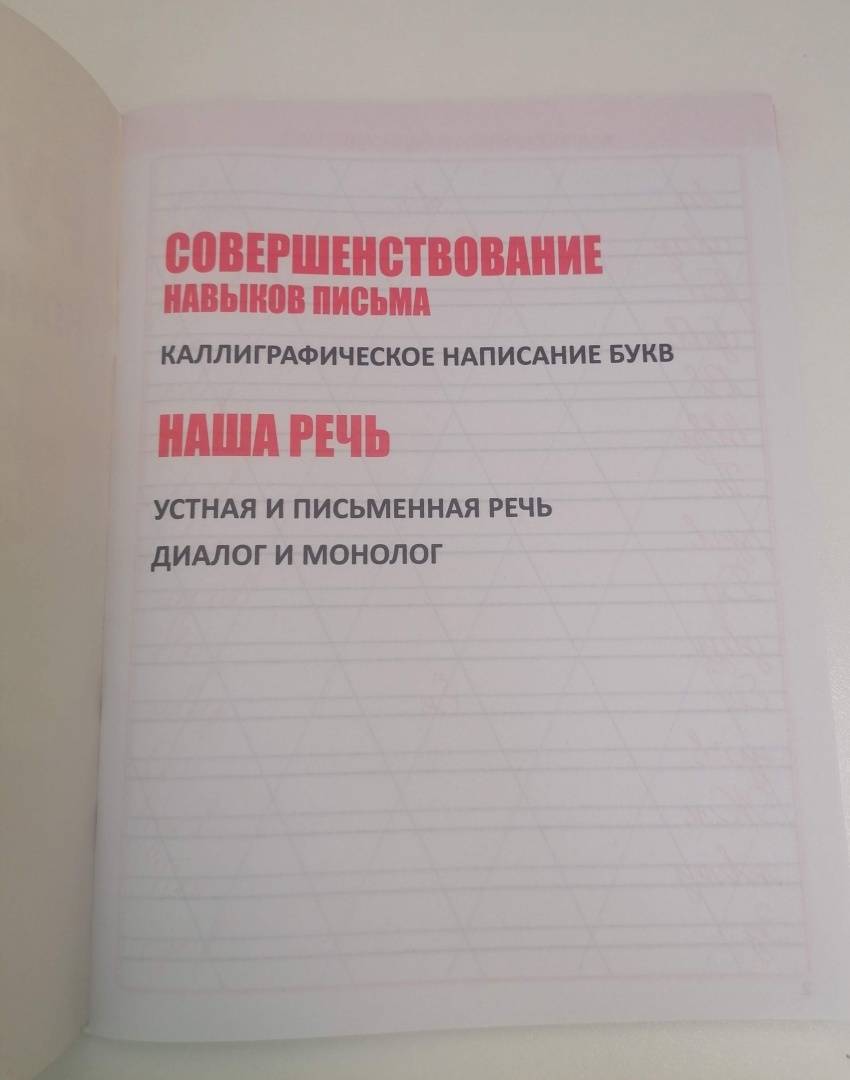 СОВЕРШЕНСТВОВАНИЕ
НАВЫКОВ ПИСЬМА
КАЛЛИГРАФИЧЕСКОЕ НАПИСАНИЕ БУКВ
НАША РЕЧЬ
УСТНАЯ И ПИСЬМЕННАЯ РЕЧЬ
ДИАЛОГ И МОНОЛОГ